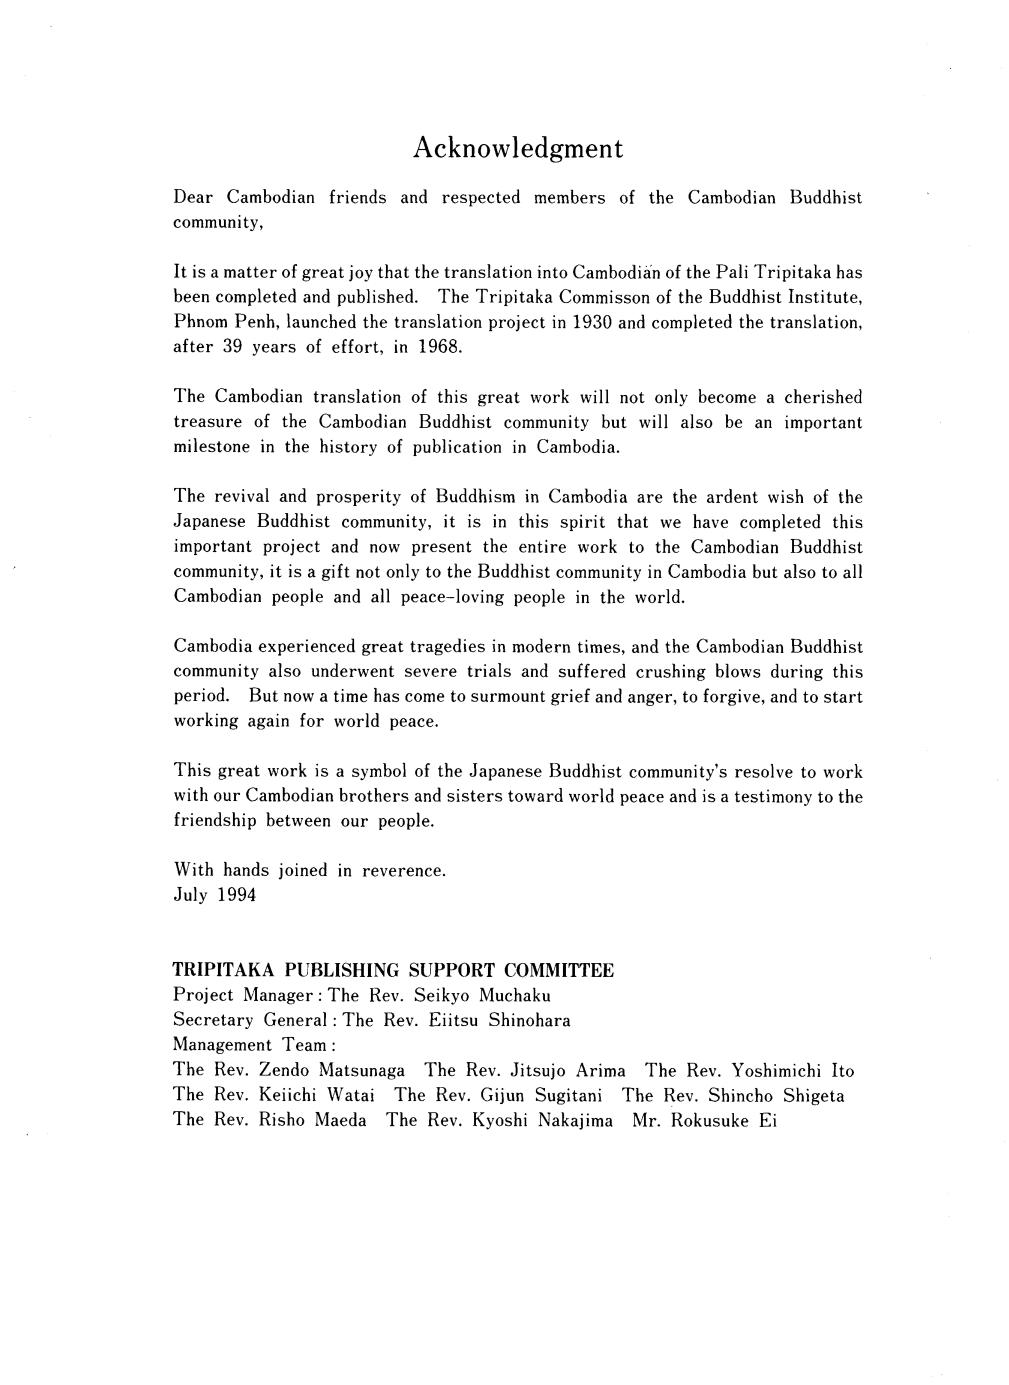 Acknowledgment
Dear Cambodian friends and respected members of the Cambodian Buddhist
community,
It is a matter of great joy that the translation into Cambodian of the Pali Tripitaka has
been completed and published. The Tripitaka Commisson of the Buddhist Institute,
Phnom Penh, launched the translation project in 1930 and completed the translation,
after 39 years of effort, in 1968.
The Cambodian translation of this great work will not only become a cherished
treasure of the Cambodian Buddhist community but will also be an important
milestone in the history of publication in Cambodia.
The revival and prosperity of Buddhism in Cambodia are the ardent wish of the
Japanese Buddhist community, it is in this spirit that we have completed this
important project and now present the entire work to the Cambodian Buddhist
community, it is a gift not only to the Buddhist community in Cambodia but also to all
Cambodian people and all peace-loving people in the world.
Cambodia experienced great tragedies in modern times, and the Cambodian Buddhist
community also underwent severe trials and suffered crushing blows during this
period. But now a time has come to surmount grief and anger, to forgive, and to start
working again for world peace.
This great work is a symbol of the Japanese Buddhist community's resolve to work
with our Cambodian brothers and sisters toward world peace and is a testimony to the
friendship between our people.
With hands joined in reverence.
July 1994
TRIPITAKA PUBLISHING SUPPORT COMMITTEE
Project Manager : The Rev. Seikyo Muchaku
Secretary General : The Rev. Eiitsu Shinohara
Management Team :
The Rev. Zendo Matsunaga The Rev. Jitsujo Arima The Rev. Yoshimichi Ito
The Rev. Keiichi Watai The Rev. Gijun Sugitani The Rev. Shincho Shigeta
The Rev. Risho Maeda The Rev. Kyoshi Nakajima Mr. Rokusuke Ei